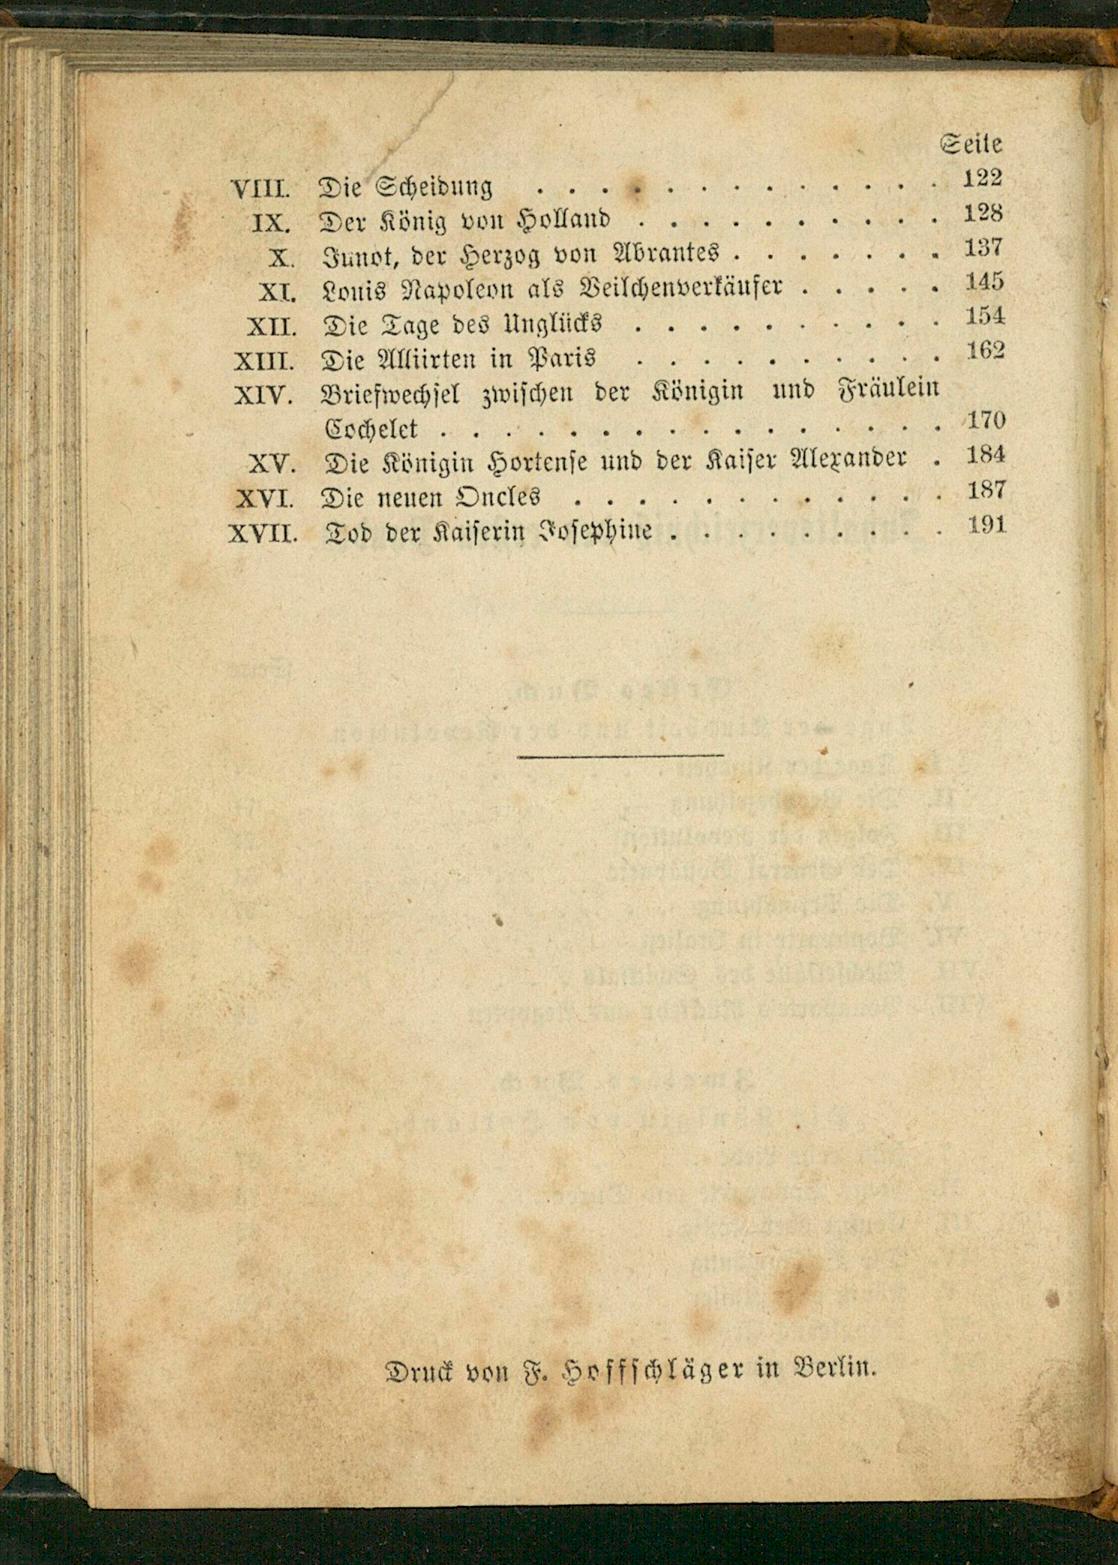 Seite
VIII. Die Scheidung . . . . . . . . . . . . 122
IX. Der König von Holland . . . . . . . . . 128
X. Junot, der Herzog von Abrantes . . . . . . . 137
XI. Louis Napoleon als Veilchenverkäufer . . . . . 145
XII. Die Tage des Unglücks . . . . . . . . . 154
XIII. Die Alliirten in Paris . . . . . . . . . 162
XIV. Briefwechsel zwischen der Königin und Fräulein
Cochelet . . . . . . . . . . . . . . 170
XV. Die Königin Hortense und der Kaiser Alexander . 184
XVI. Die neuen Oncles . . . . . . . . . . . 187
XVII. Tod der Kaiserin Josephine . . . . . . . . . 191
Druck von F. Hoffschläger in Berlin.